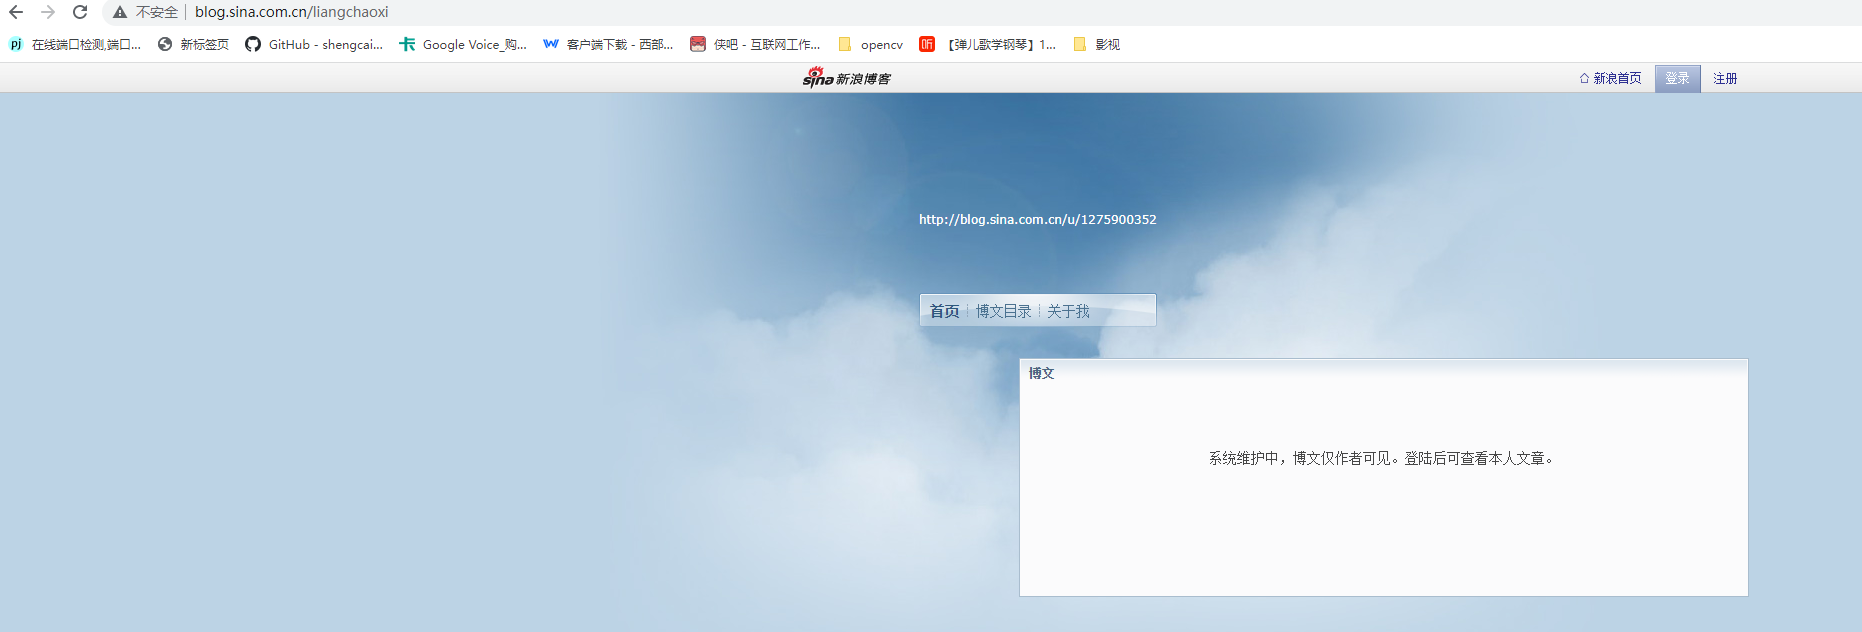 不安全 blog.sina.com.cn/liangchaoxi
在线端口检测,端口... 新标签页 GitHub - shengcai... Google Voice_购... 客户端下载 - 西部... 侠吧 - 互联网工作... opencv 【弹儿歌学钢琴】1... 影视
sina新浪博客 新浪首页 登录 注册
http://blog.sina.com.cn/u/1275900352
首页 博文目录 关于我
博文
系统维护中，博文仅作者可见。登陆后可查看本人文章。